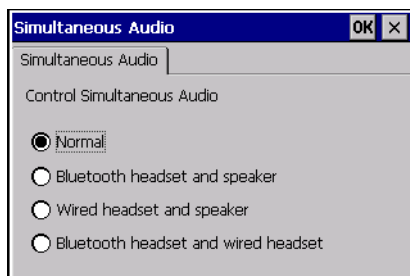 Simultaneous Audio OK ×
Simultaneous Audio
Control Simultaneous Audio
Normal
Bluetooth headset and speaker
Wired headset and speaker
Bluetooth headset and wired headset